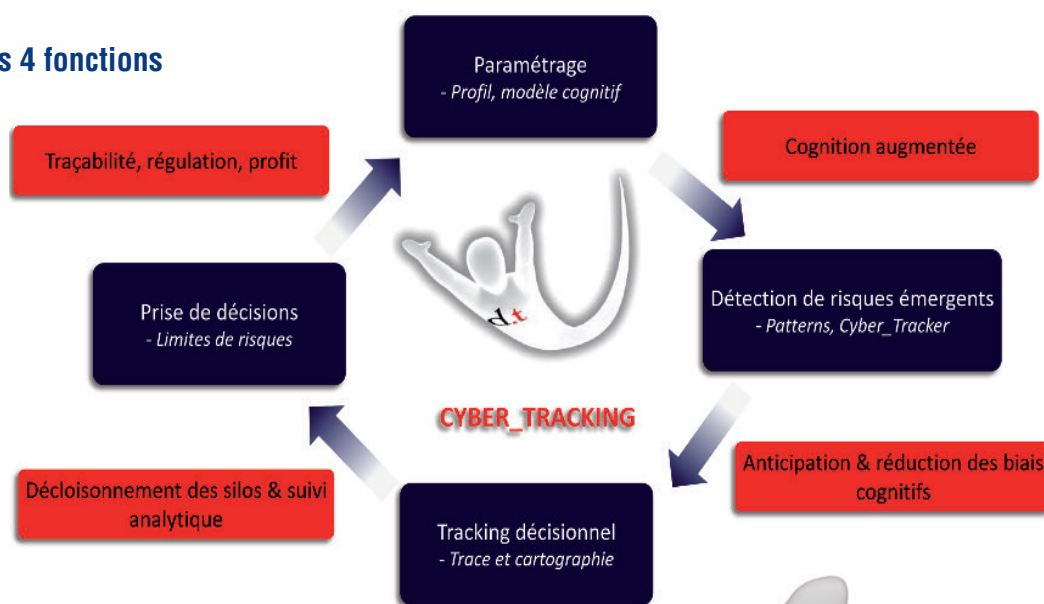 s 4 fonctions
Paramétrage
- Profil, modèle cognitif
Traçabilité, régulation, profit
Cognition augmentée
Prise de décisions
- Limites de risques
d.t
Détection de risques émergents
- Patterns, Cyber_Tracker
CYBER_TRACKING
Décloisonnement des silos & suivi
analytique
Anticipation & réduction des biais
cognitifs
Tracking décisionnel
- Trace et cartographie